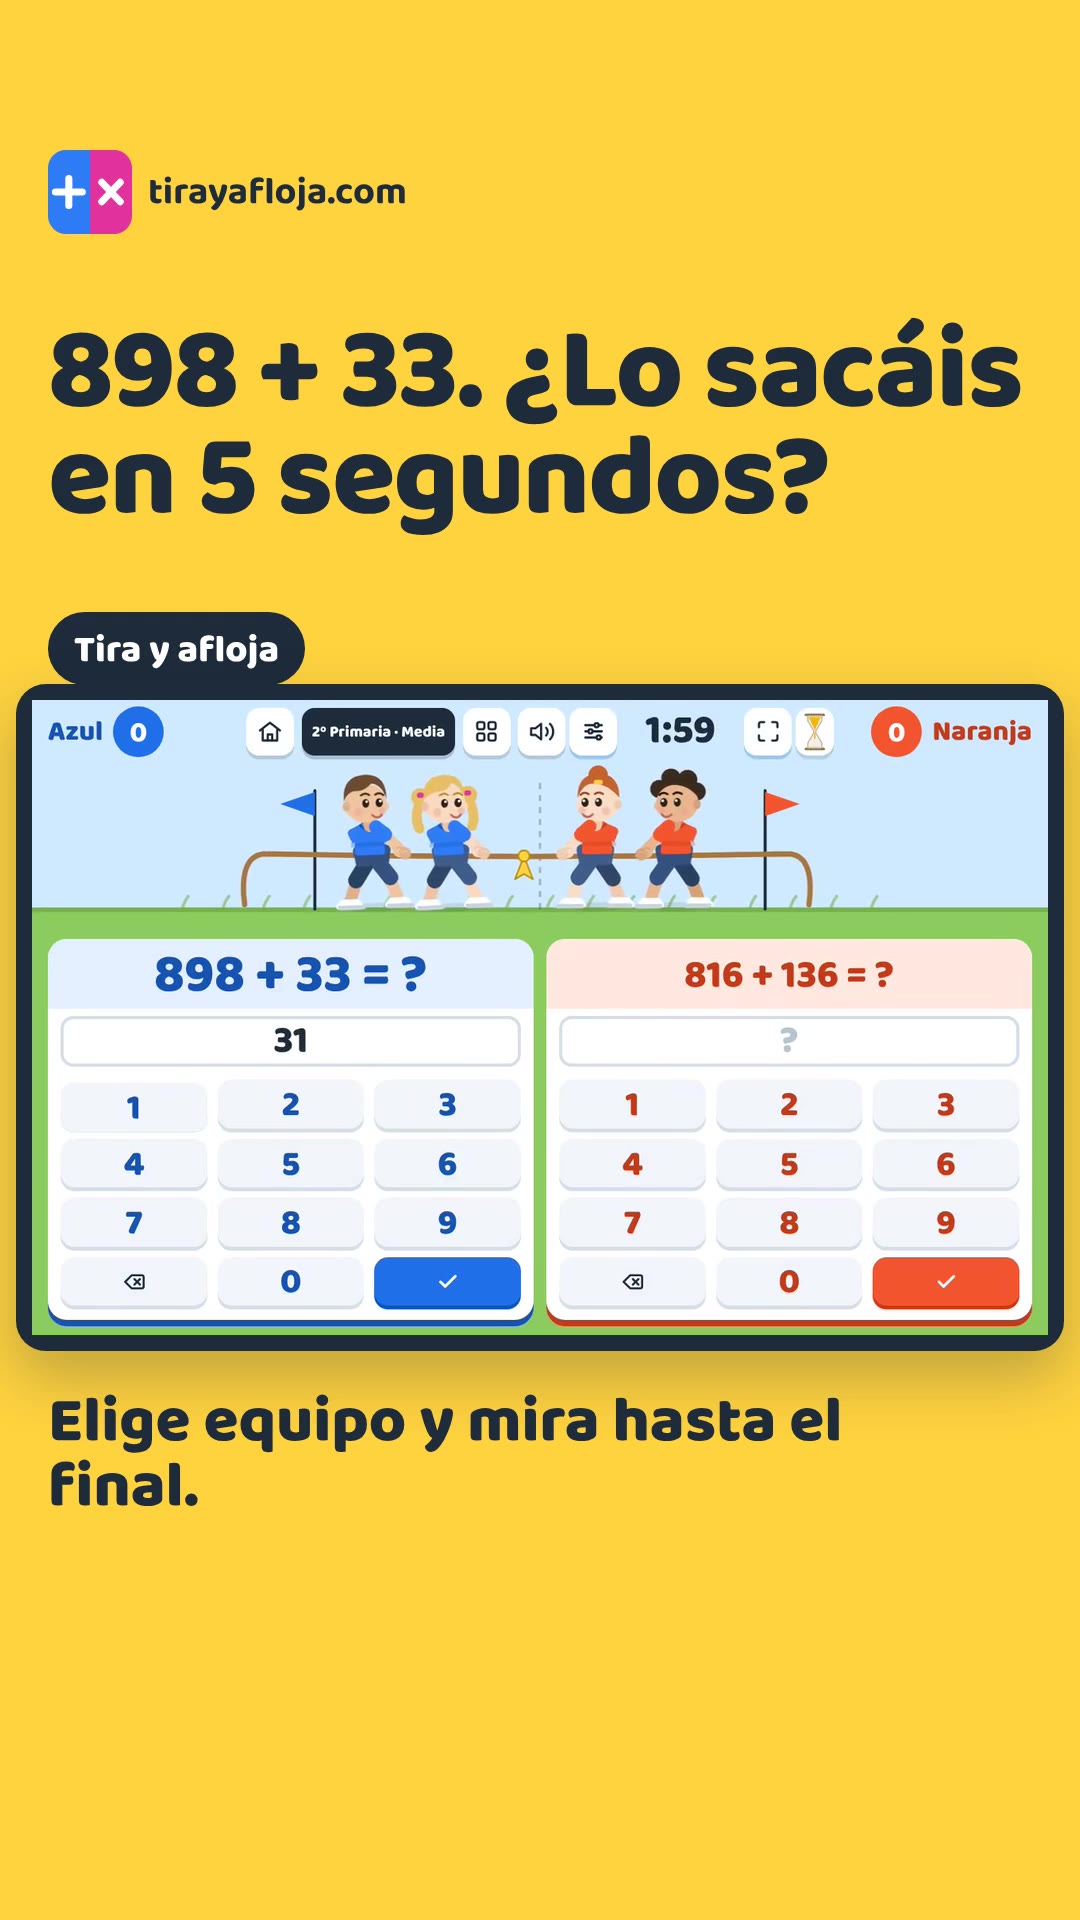 + × tirayafloja.com
898 + 33. ¿Lo sacáis
en 5 segundos?
Tira y afloja
Azul 0 2º Primaria · Media 1:59 0 Naranja
898 + 33 = ? 816 + 136 = ?
31 ?
1 2 3 1 2 3
4 5 6 4 5 6
7 8 9 7 8 9
0 0
Elige equipo y mira hasta el
final.